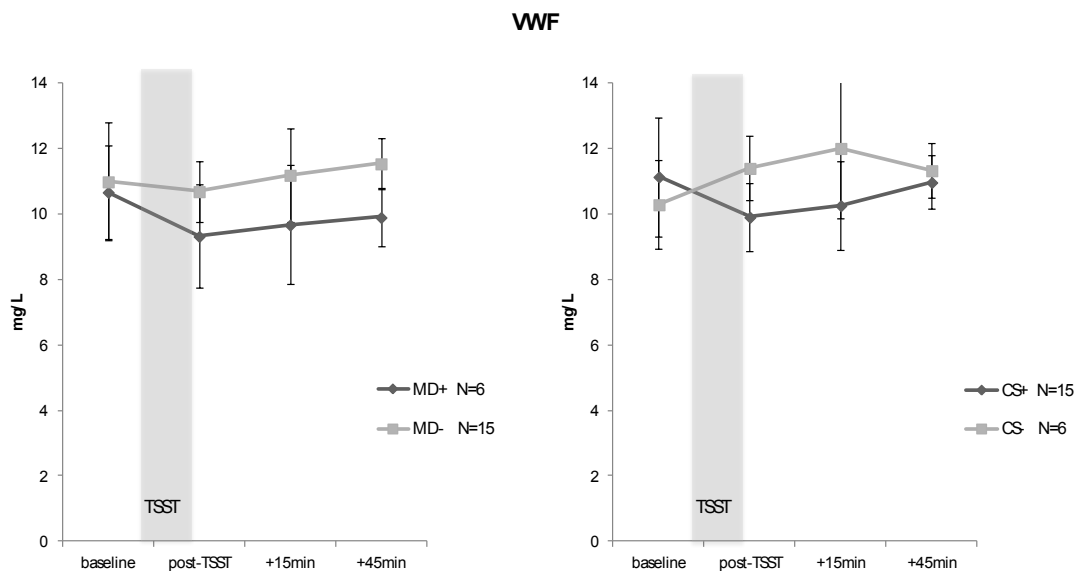 VWF
14
12
10
8
6
4
2
0
mg/L
TSST
baseline
post-TSST
+15min
+45min
MD+ N=6
MD- N=15
14
12
10
8
6
4
2
0
mg/L
TSST
baseline
post-TSST
+15min
+45min
CS+ N=15
CS- N=6